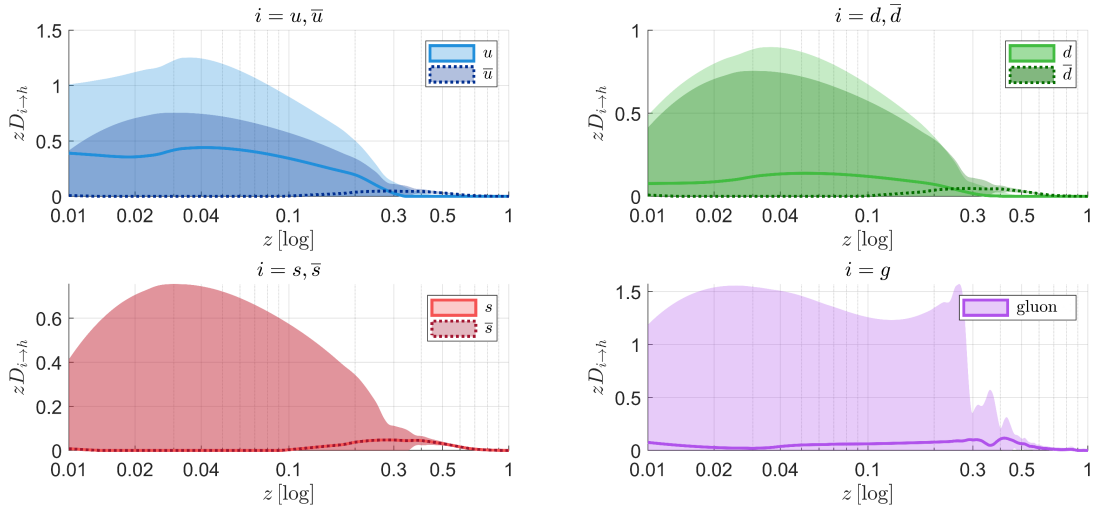 i = u, u̅
1.5
1
0.5
0
zD_{i→h}
u
u̅
0.01 0.02 0.04 0.1 0.3 0.5 1
z [log]
i = d, d̅
1
0.5
0
zD_{i→h}
d
d̅
0.01 0.02 0.04 0.1 0.3 0.5 1
z [log]
i = s, s̅
0.6
0.4
0.2
0
zD_{i→h}
s
s̅
0.01 0.02 0.04 0.1 0.3 0.5 1
z [log]
i = g
1.5
1
0.5
0
zD_{i→h}
gluon
0.01 0.02 0.04 0.1 0.3 0.5 1
z [log]